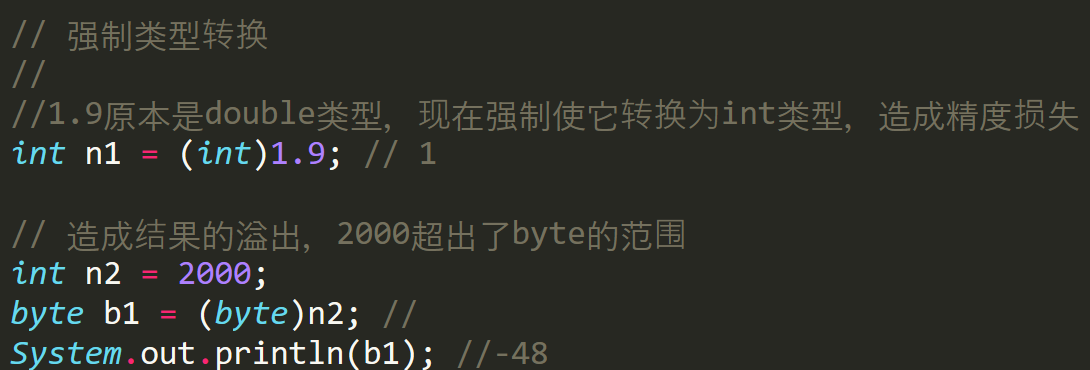 // 强制类型转换
//
//1.9原本是double类型，现在强制使它转换为int类型，造成精度损失
int n1 = (int)1.9; // 1
// 造成结果的溢出，2000超出了byte的范围
int n2 = 2000;
byte b1 = (byte)n2; //
System.out.println(b1); //-48